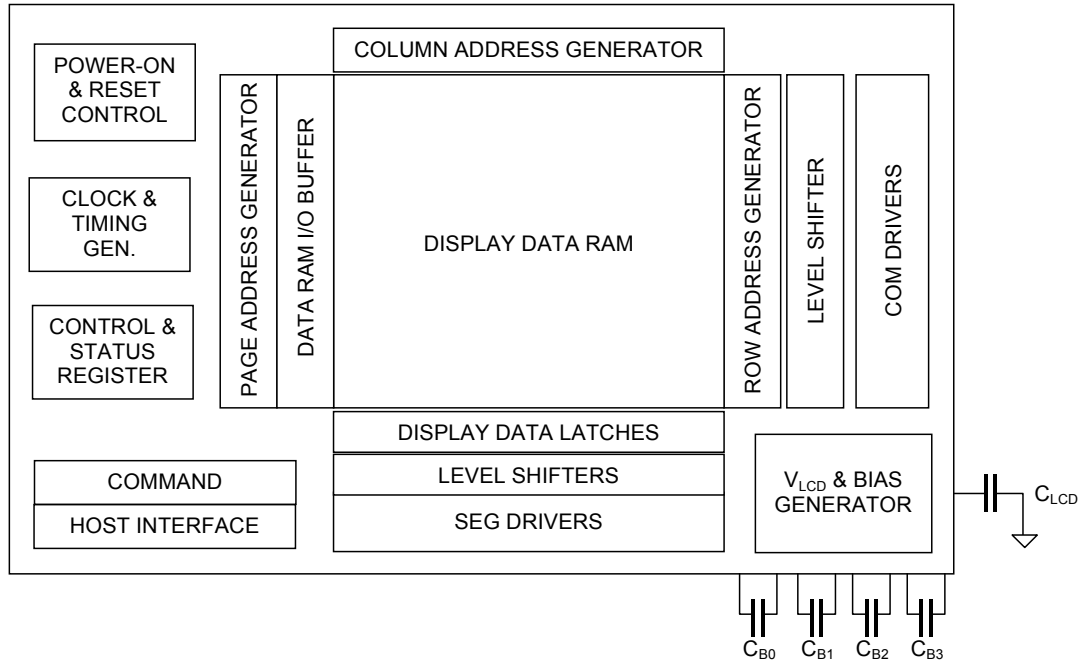 COLUMN ADDRESS GENERATOR
POWER-ON
& RESET
CONTROL
CLOCK &
TIMING
GEN.
CONTROL &
STATUS
REGISTER
PAGE ADDRESS GENERATOR
DATA RAM I/O BUFFER
DISPLAY DATA RAM
ROW ADDRESS GENERATOR
LEVEL SHIFTER
COM DRIVERS
DISPLAY DATA LATCHES
LEVEL SHIFTERS
SEG DRIVERS
COMMAND
HOST INTERFACE
VLCD & BIAS
GENERATOR
CLCD
CB0
CB1
CB2
CB3